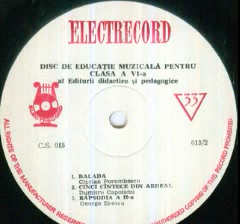 ELECTRECORD
DISC DE EDUCAȚIE MUZICALĂ PENTRU
CLASA A VI-a
al Editurii didactice și pedagogice
33
C.S. 015
015/2
1. BALADA
Ciprian Porumbescu
2. CINCI CÎNTECE DIN ARDEAL
Dumitru Capoianu
3. RAPSODIA A II-a
George Enescu
ALL RIGHTS OF THE MANUFACTURER